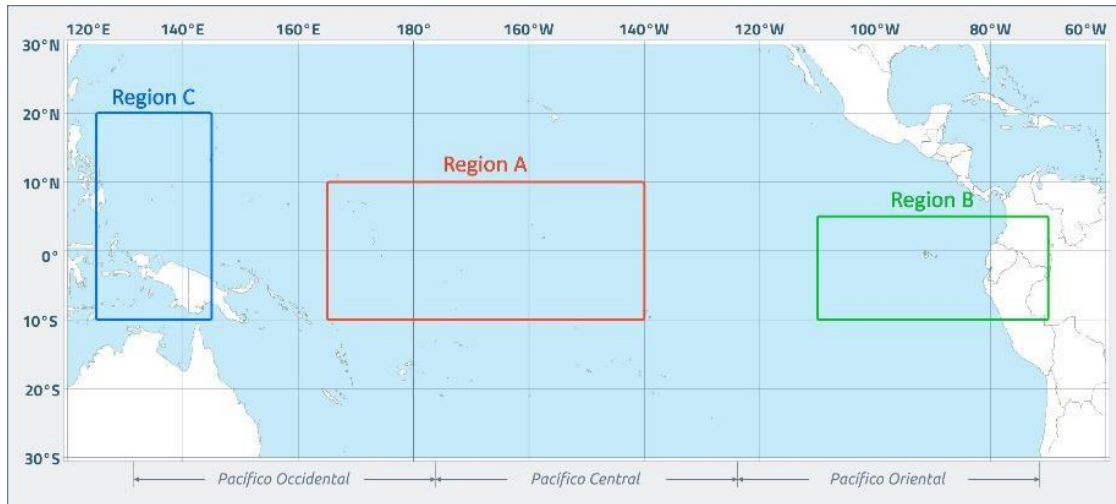 120°E 140°E 160°E 180° 160°W 140°W 120°W 100°W 80°W 60°W
30°N
Region C
20°N
Region A
10°N
Region B
0°
10°S
20°S
30°S
Pacífico Occidental Pacífico Central Pacífico Oriental